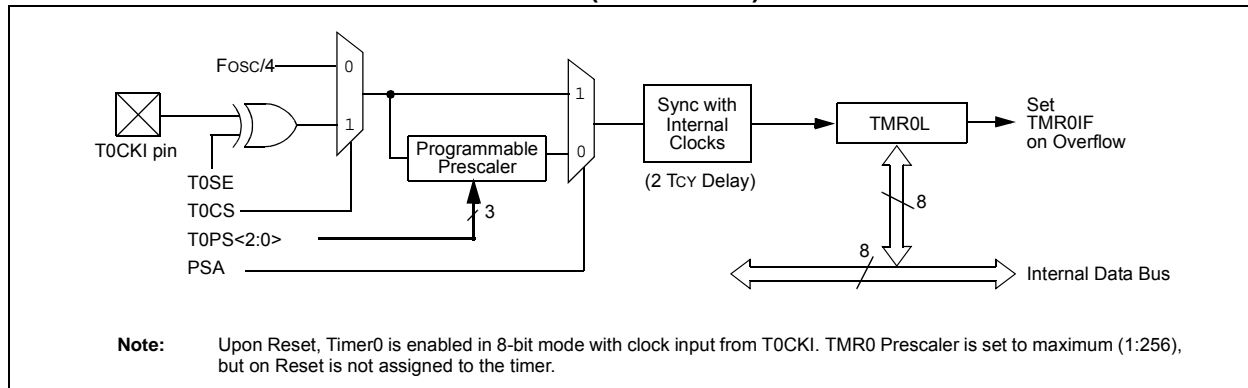 Fosc/4
0
1
T0CKI pin
T0SE
T0CS
T0PS<2:0>
PSA
Programmable
Prescaler
3
1
0
Sync with
Internal
Clocks
(2 TCY Delay)
TMR0L
Set
TMR0IF
on Overflow
8
8
Internal Data Bus
Note: Upon Reset, Timer0 is enabled in 8-bit mode with clock input from T0CKI. TMR0 Prescaler is set to maximum (1:256),
but on Reset is not assigned to the timer.